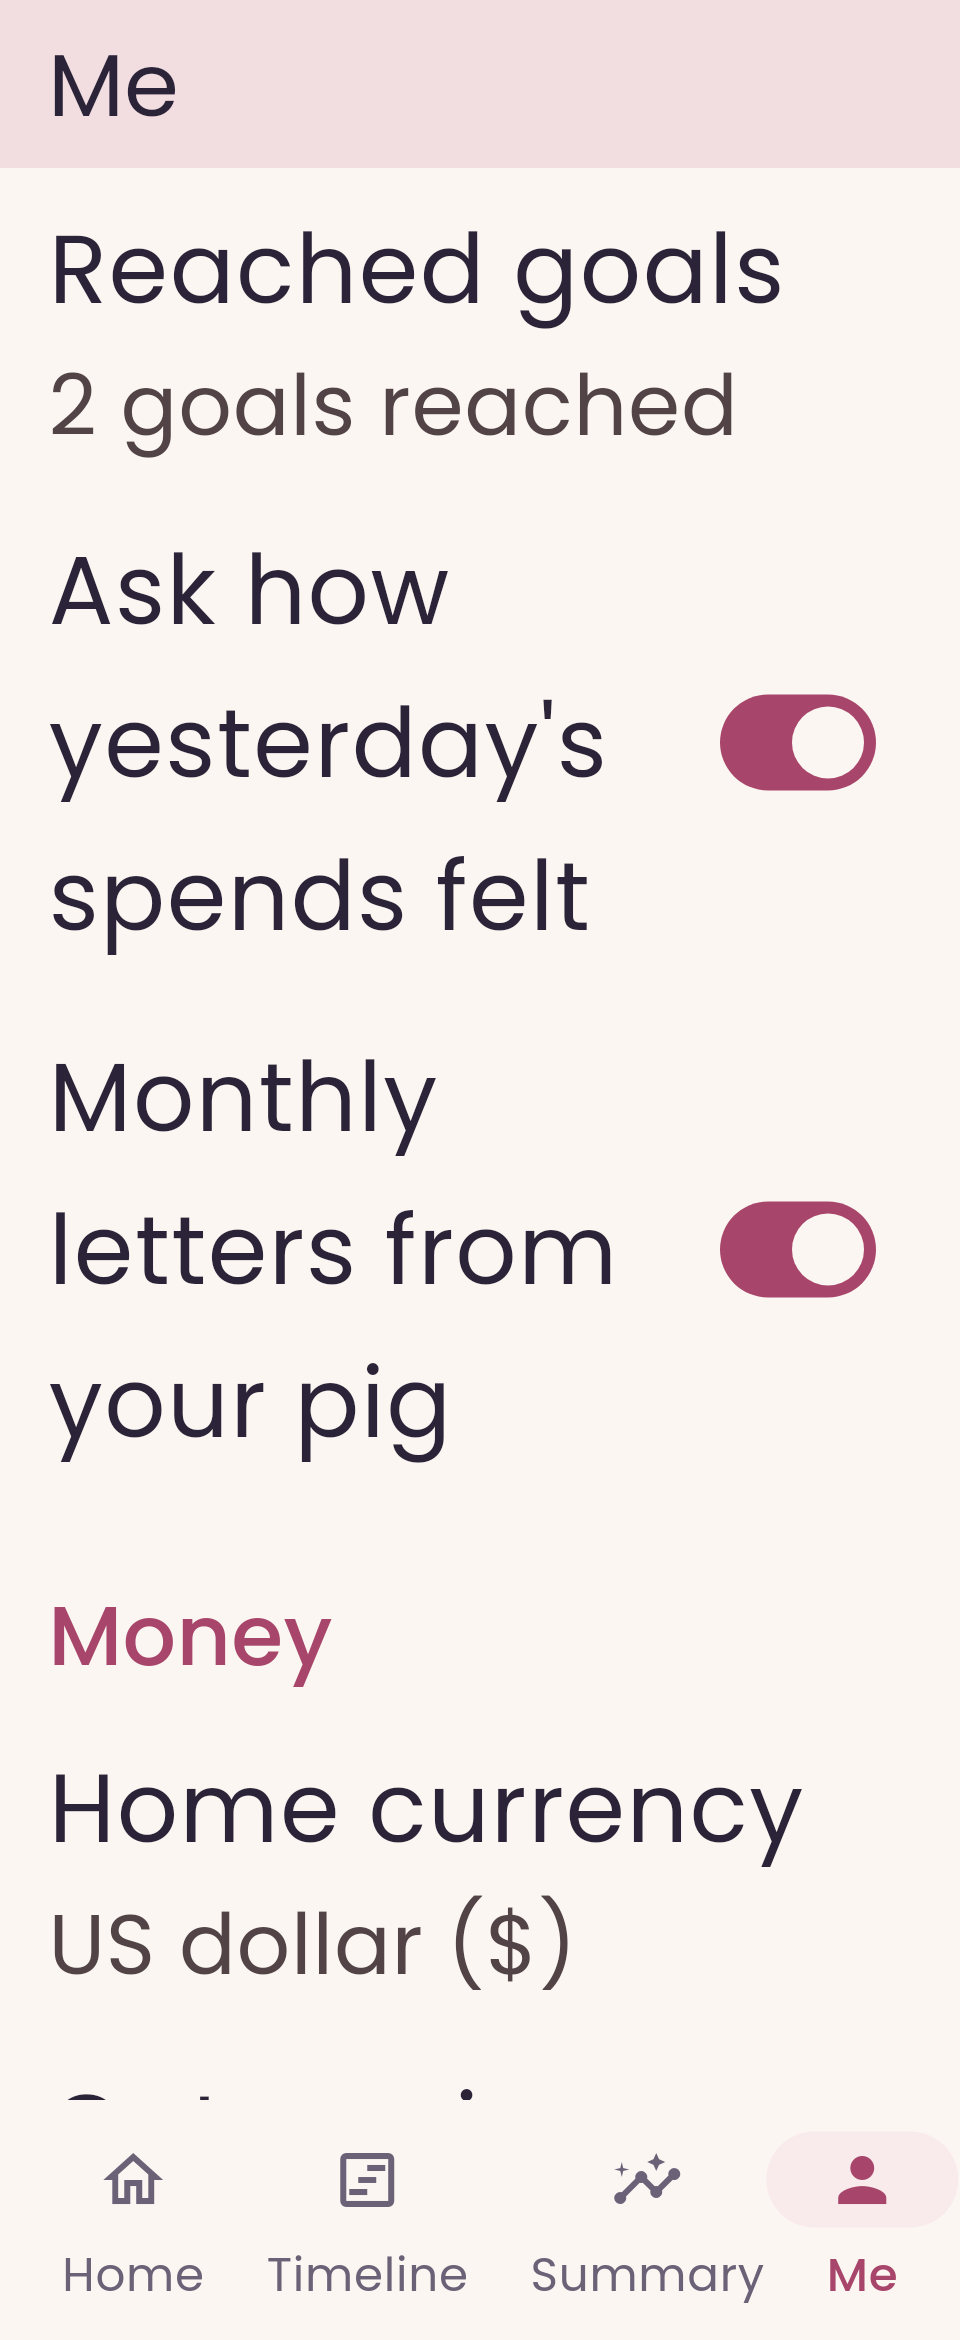 Me
Reached goals
2 goals reached
Ask how
yesterday's
spends felt
Monthly
letters from
your pig
Money
Home currency
US dollar ($)
Home
Timeline
Summary
Me